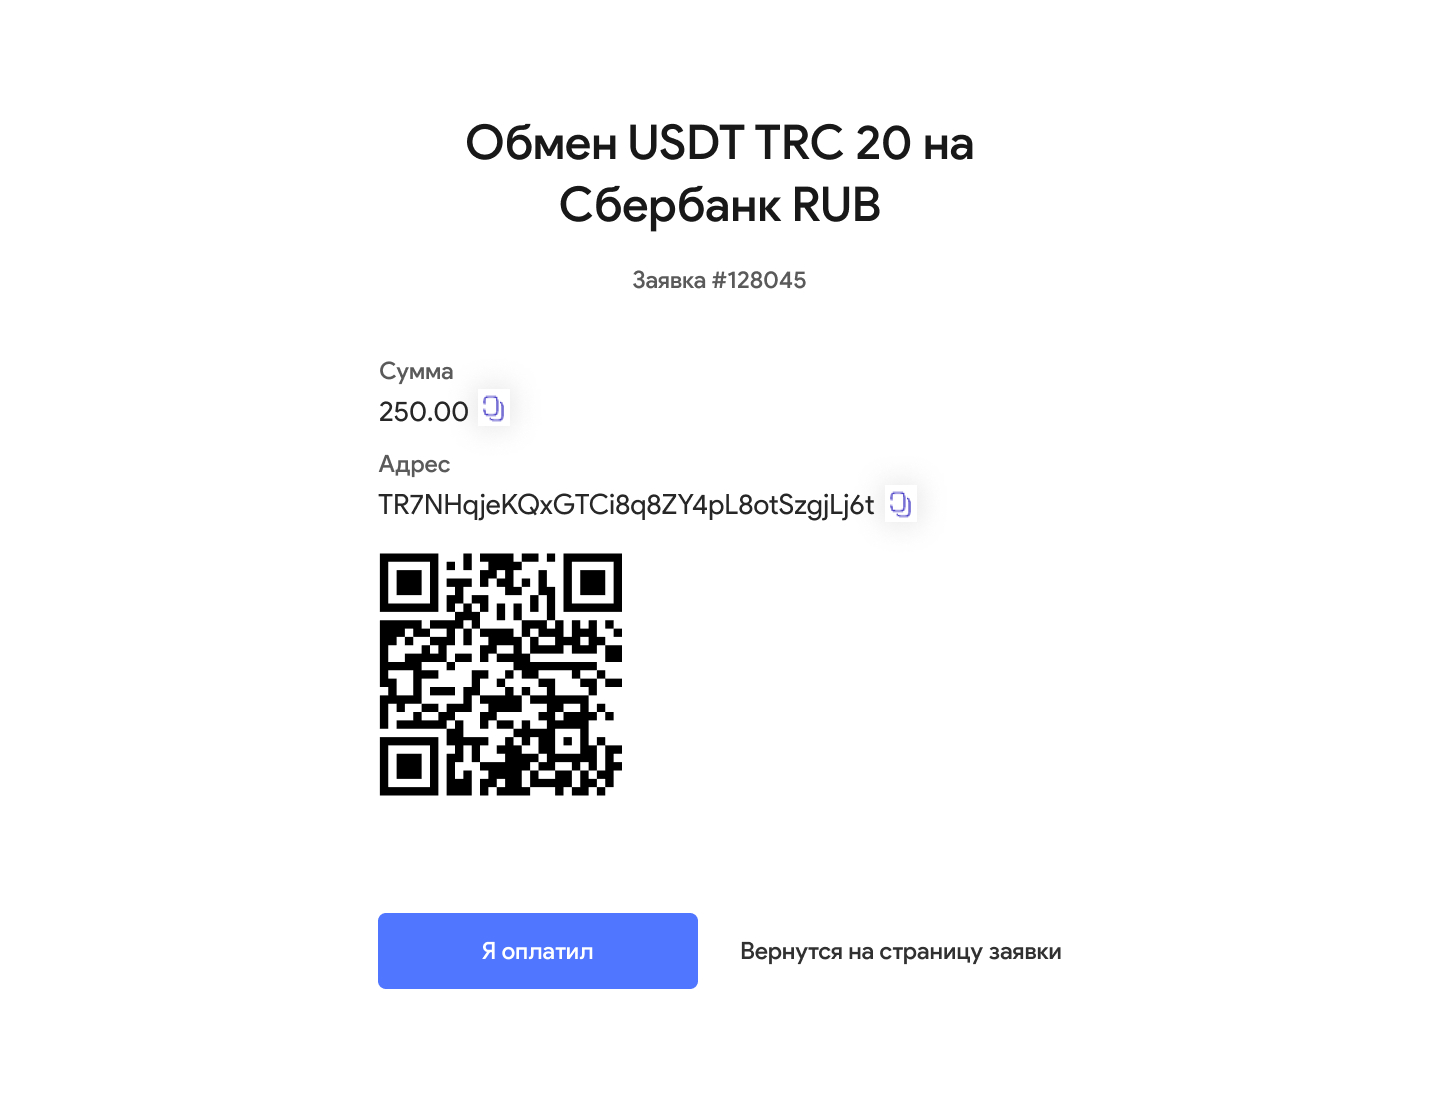 Обмен USDT TRC 20 на
Сбербанк RUB
Заявка #128045
Сумма
250.00
Адрес
TR7NHqjeKQxGTCi8q8ZY4pL8otSzgjLj6t
Я оплатил
Вернутся на страницу заявки